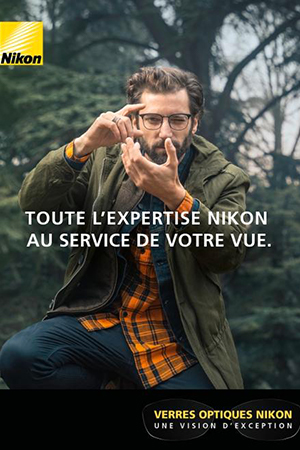 Nikon
TOUTE L'EXPERTISE NIKON
AU SERVICE DE VOTRE VUE.
VERRES OPTIQUES NIKON
UNE VISION D'EXCEPTION